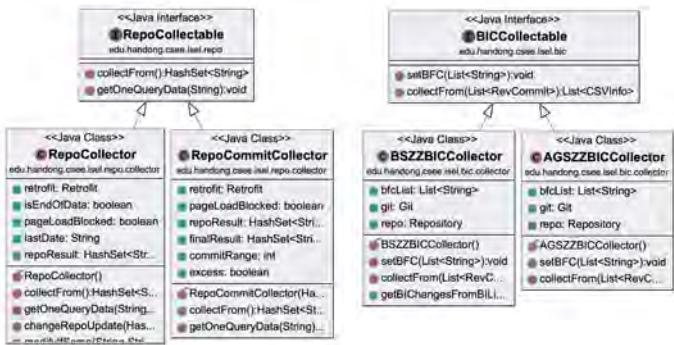 <<Java Interface>>
RepoCollectable
edu.handong.csee.isel.repo
collectFrom():HashSet<String>
getOneQueryData(String):void
<<Java Interface>>
BICCollectable
edu.handong.csee.isel.bic
setBFC(List<String>):void
collectFrom(List<RevCommit>):List<CSVInfo>
<<Java Class>>
RepoCollector
edu.handong.csee.isel.repo.collector
retrofit: Retrofit
isEndOfData: boolean
pageLoadBlocked: boolean
lastDate: String
repoResult: HashSet<Str...
RepoCollector()
collectFrom():HashSet<S...
getOneQueryData(String...
changeRepoUpdate(Has...
<<Java Class>>
RepoCommitCollector
edu.handong.csee.isel.repo.collector
retrofit: Retrofit
pageLoadBlocked: boolean
repoResult: HashSet<Stri...
finalResult: HashSet<Stri...
commitRange: int
excess: boolean
RepoCommitCollector(Ha...
collectFrom():HashSet<St...
getOneQueryData(String)...
<<Java Class>>
BSZZBICCollector
edu.handong.csee.isel.bic.collector
bfcList: List<String>
git: Git
repo: Repository
BSZZBICCollector()
setBFC(List<String>):void
collectFrom(List<RevC...
getBIChangesFromBILi...
<<Java Class>>
AGSZZBICCollector
edu.handong.csee.isel.bic.collector
bfcList: List<String>
git: Git
repo: Repository
AGSZZBICCollector()
setBFC(List<String>):void
collectFrom(List<RevC...